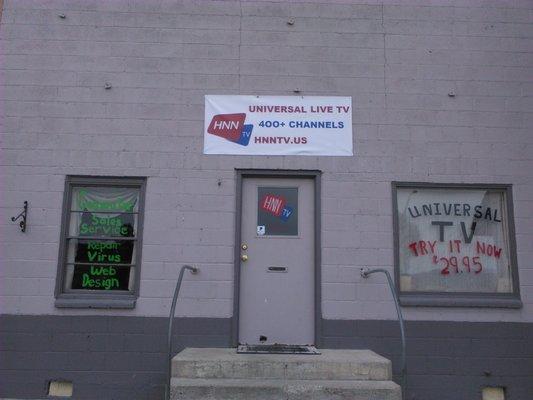 UNIVERSAL LIVE TV
HNN TV
400+ CHANNELS
HNNTV.US
HNN TV
Computer
Sales
Service
Repair
Virus
Web
Design
UNIVERSAL
TV
TRY IT NOW
$29.95